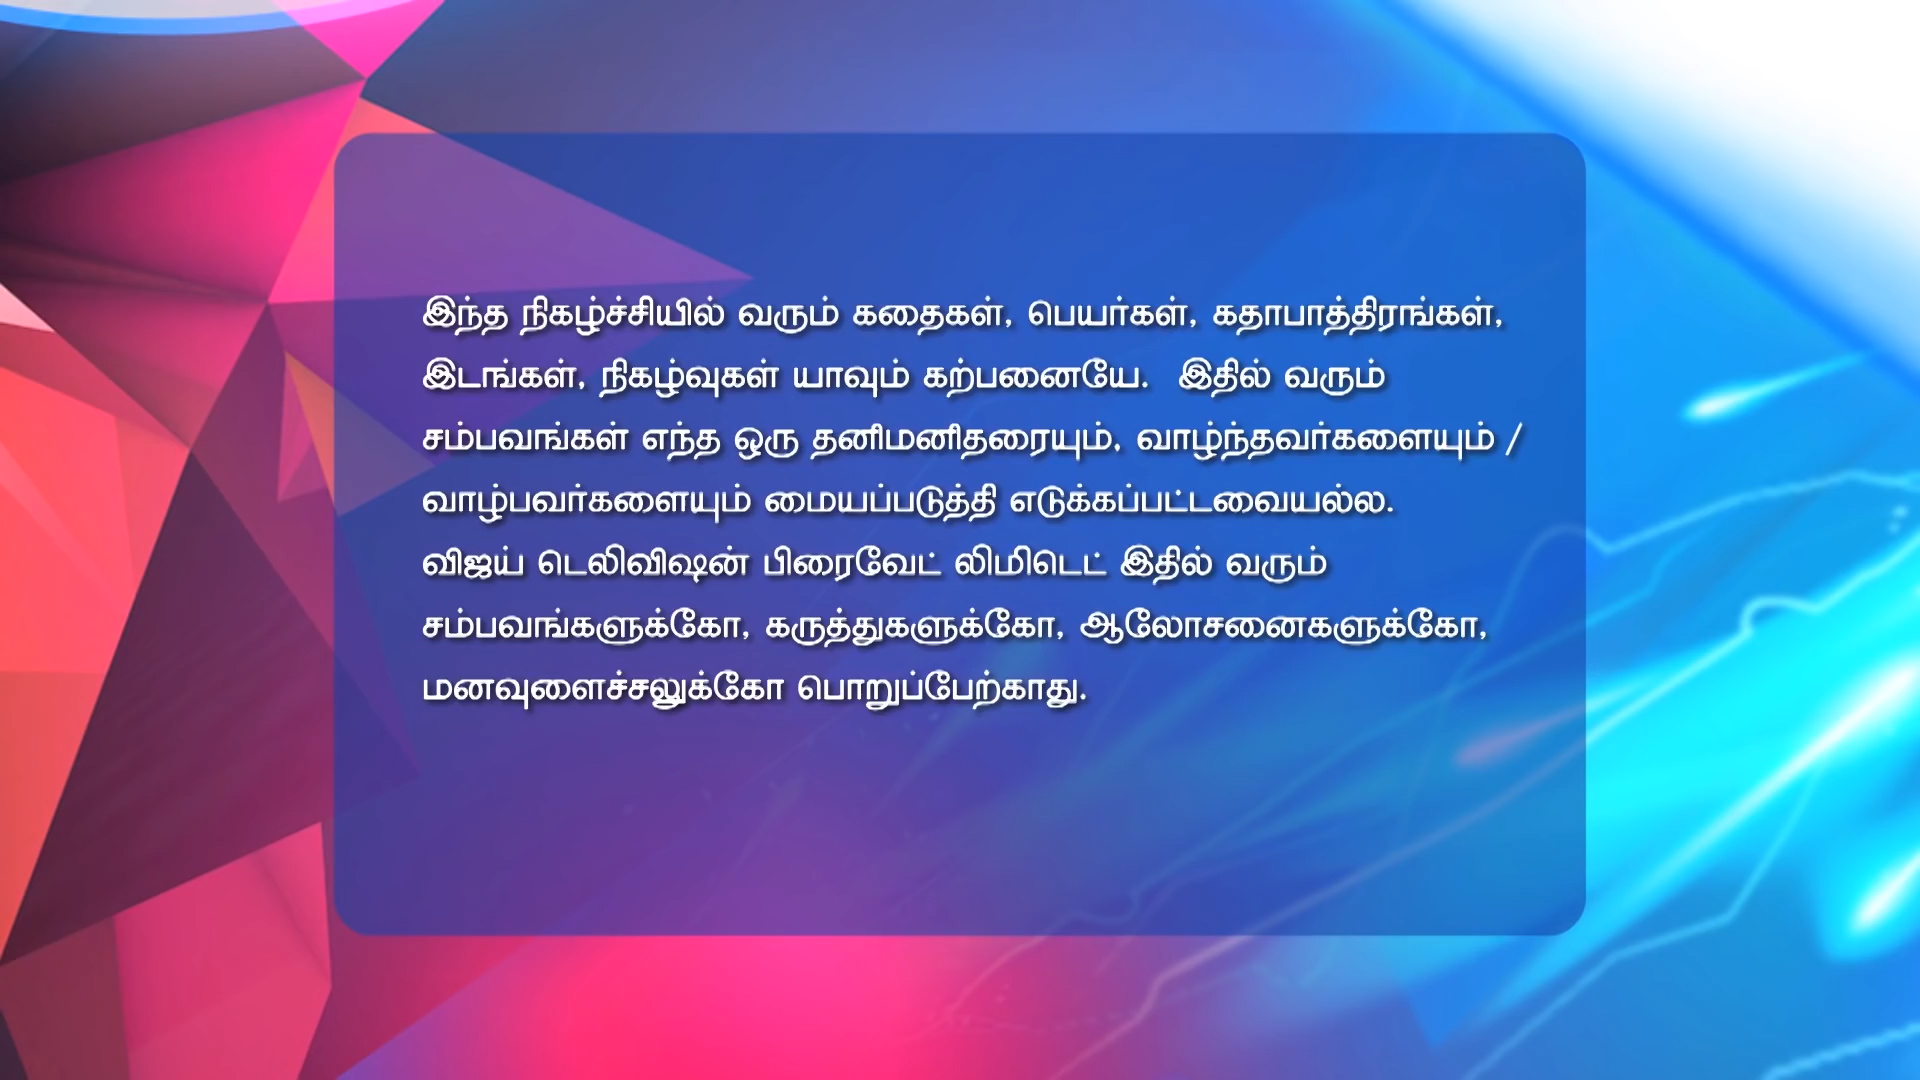 இந்த நிகழ்ச்சியில் வரும் கதைகள், பெயர்கள், கதாபாத்திரங்கள்,
இடங்கள், நிகழ்வுகள் யாவும் கற்பனையே. இதில் வரும்
சம்பவங்கள் எந்த ஒரு தனிமனிதரையும், வாழ்ந்தவர்களையும் /
வாழ்பவர்களையும் மையப்படுத்தி எடுக்கப்பட்டவையல்ல.
விஜய் டெலிவிஷன் பிரைவேட் லிமிடெட் இதில் வரும்
சம்பவங்களுக்கோ, கருத்துகளுக்கோ, ஆலோசனைகளுக்கோ,
மனவுளைச்சலுக்கோ பொறுப்பேற்காது.